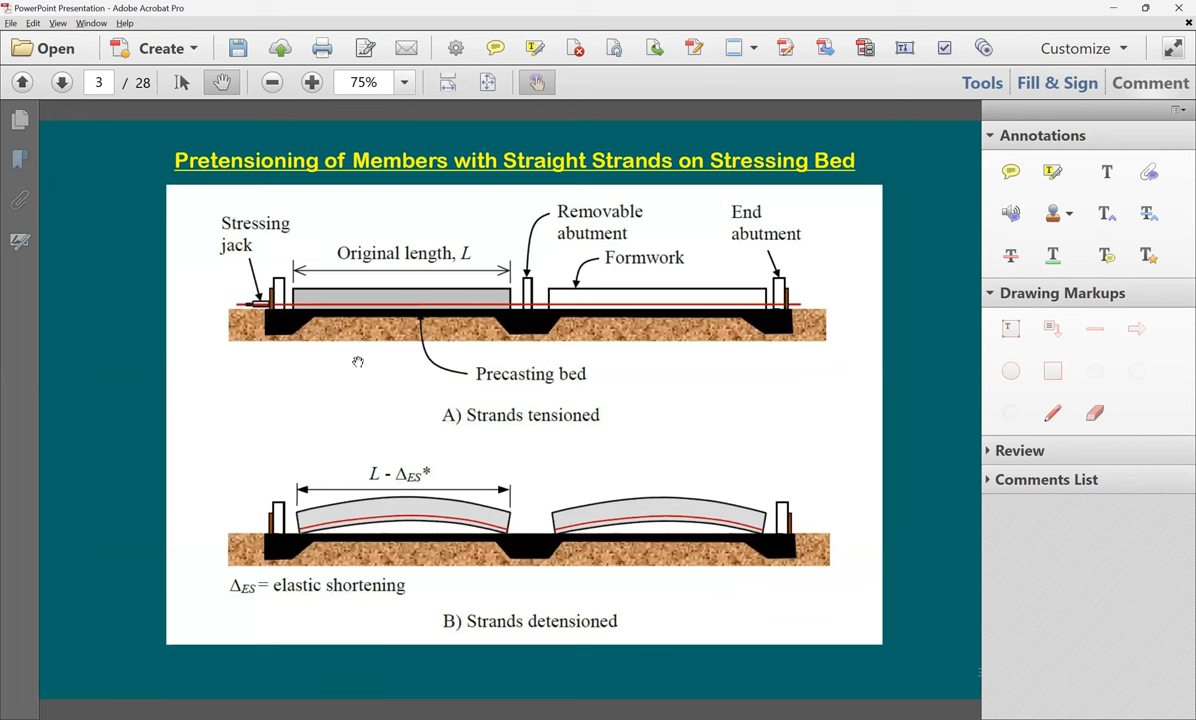 PowerPoint Presentation - Adobe Acrobat Pro
File Edit View Window Help
Open Create Customize
3 / 28 75% Tools Fill & Sign Comment
Annotations
Drawing Markups
Review
Comments List
Pretensioning of Members with Straight Strands on Stressing Bed
Stressing
jack
Original length, L
Removable
abutment
Formwork
End
abutment
Precasting bed
A) Strands tensioned
L - ΔES*
ΔES = elastic shortening
B) Strands detensioned